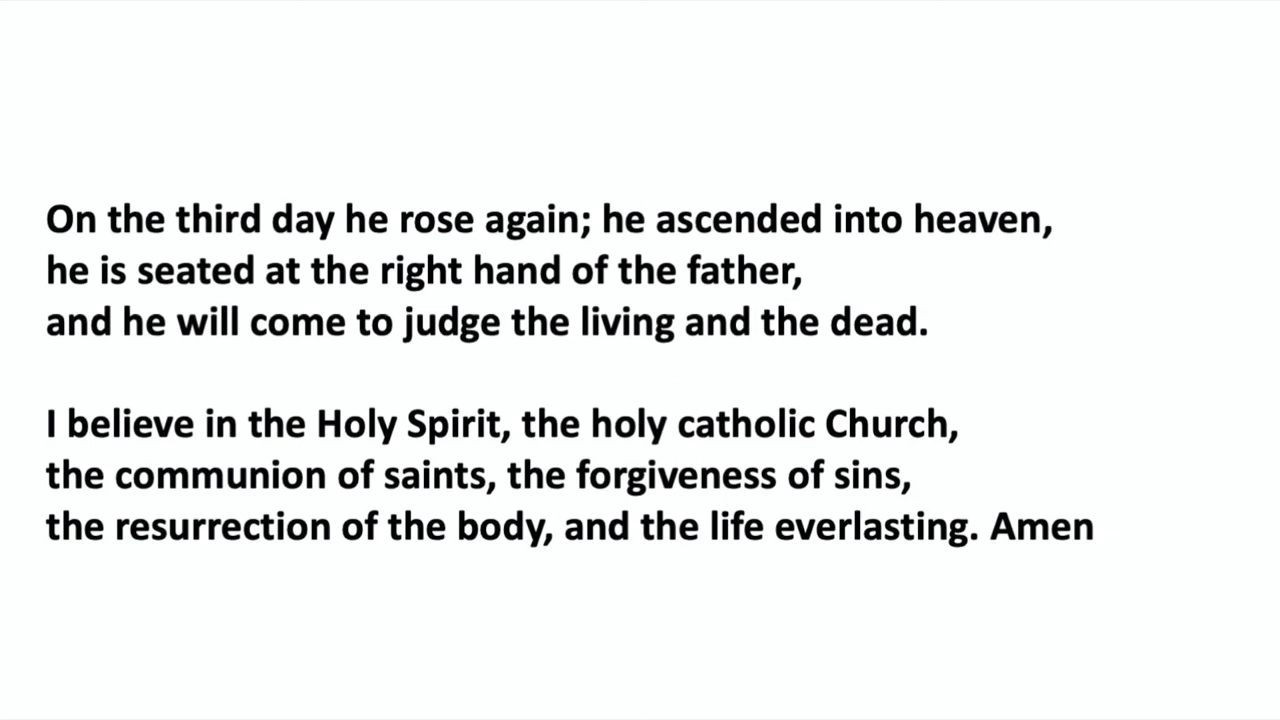 On the third day he rose again; he ascended into heaven,
he is seated at the right hand of the father,
and he will come to judge the living and the dead.
I believe in the Holy Spirit, the holy catholic Church,
the communion of saints, the forgiveness of sins,
the resurrection of the body, and the life everlasting. Amen